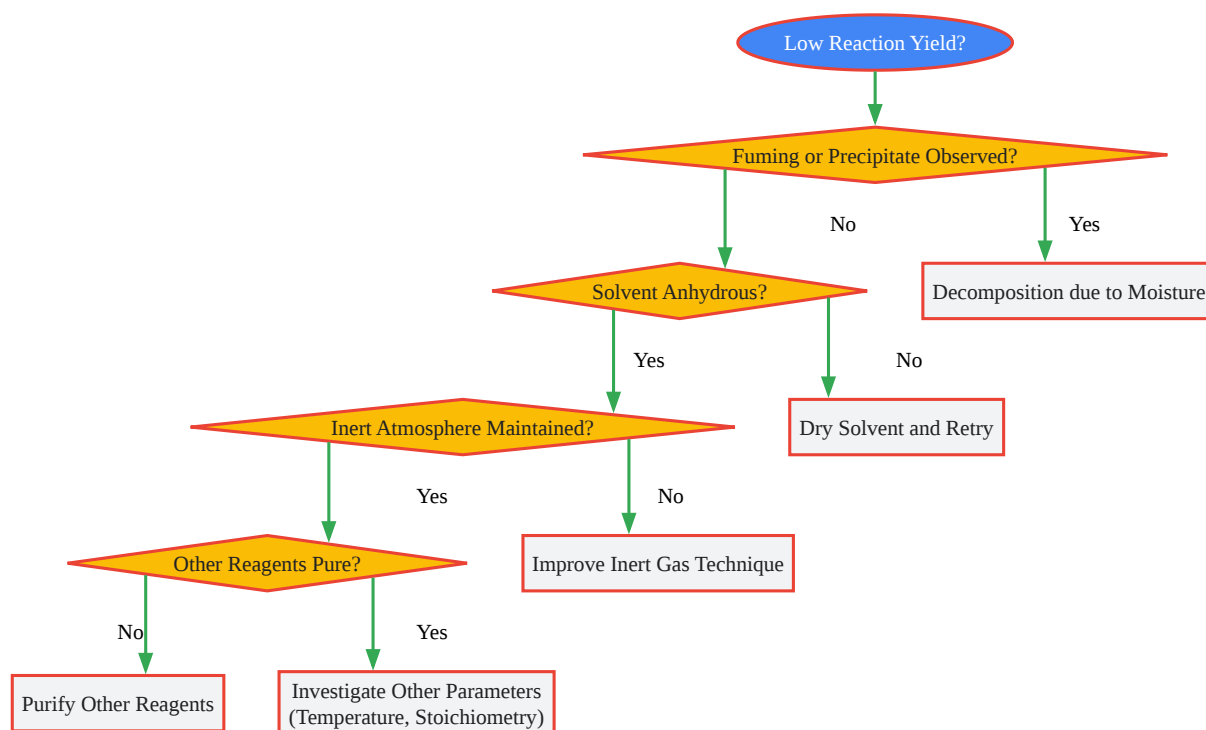 Low Reaction Yield?
Fuming or Precipitate Observed?
No
Yes
Solvent Anhydrous?
Decomposition due to Moisture
Yes
No
Inert Atmosphere Maintained?
Dry Solvent and Retry
Yes
No
Other Reagents Pure?
Improve Inert Gas Technique
No
Yes
Purify Other Reagents
Investigate Other Parameters
(Temperature, Stoichiometry)